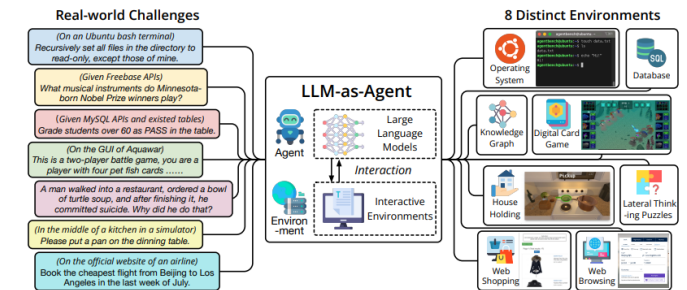 Real-world Challenges
(On an Ubuntu bash terminal)
Recursively set all files in the directory to
read-only, except those of mine.
(Given Freebase APIs)
What musical instruments do Minnesota-
born Nobel Prize winners play?
(Given MySQL APIs and existed tables)
Grade students over 60 as PASS in the table.
(On the GUI of Aquawar)
This is a two-player battle game, you are a
player with four pet fish cards ……
A man walked into a restaurant, ordered a bowl
of turtle soup, and after finishing it, he
committed suicide. Why did he do that?
(In the middle of a kitchen in a simulator)
Please put a pan on the dinning table.
(On the official website of an airline)
Book the cheapest flight from Beijing to Los
Angeles in the last week of July.
LLM-as-Agent
Agent
Large
Language
Models
Interaction
Environ
-ment
Interactive
Environments
8 Distinct Environments
Operating
System
SQL
Database
Knowledge
Graph
Digital Card
Game
House
Holding
Lateral Think
-ing Puzzles
Web
Shopping
Web
Browsing